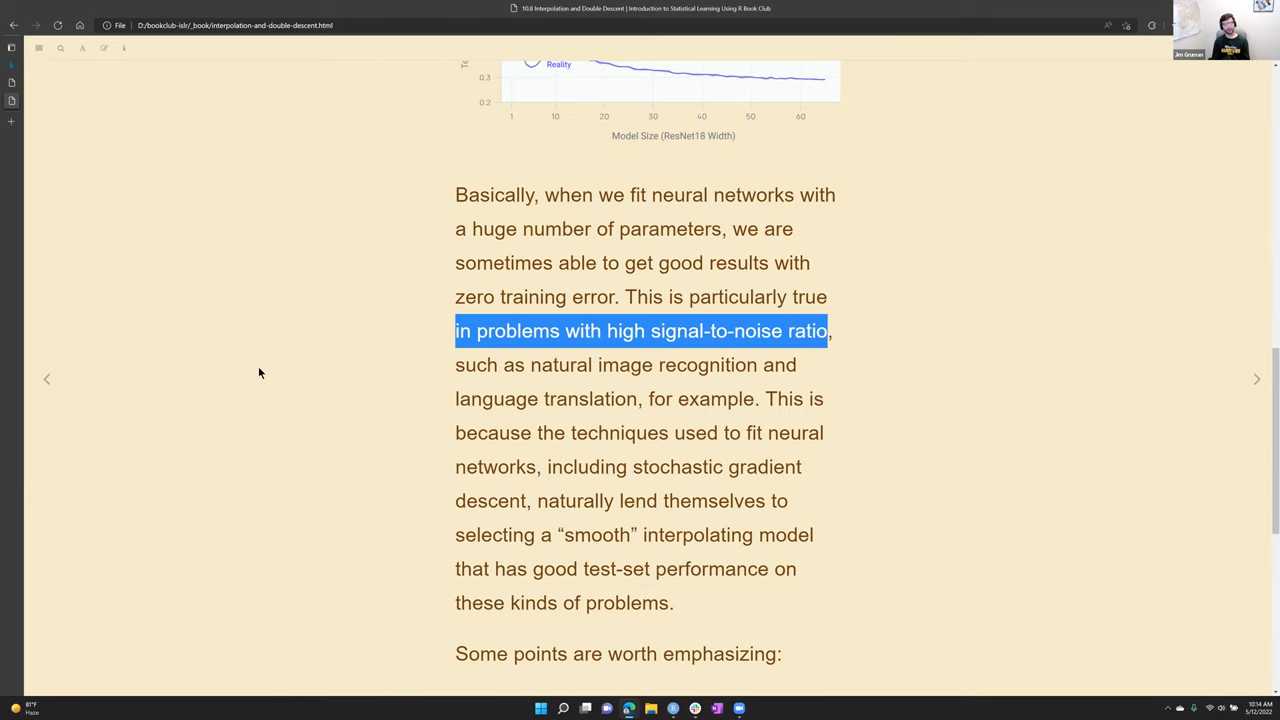 10.8 Interpolation and Double Descent | Introduction to Statistical Learning Using R Book Club
File
D:/bookclub-islr/_book/interpolation-and-double-descent.html
Jim Gruman
Reality
0.3
0.2
1 10 20 30 40 50 60
Model Size (ResNet18 Width)
Basically, when we fit neural networks with
a huge number of parameters, we are
sometimes able to get good results with
zero training error. This is particularly true
in problems with high signal-to-noise ratio,
such as natural image recognition and
language translation, for example. This is
because the techniques used to fit neural
networks, including stochastic gradient
descent, naturally lend themselves to
selecting a “smooth” interpolating model
that has good test-set performance on
these kinds of problems.
Some points are worth emphasizing:
81°F
Haze
10:14 AM
5/12/2022